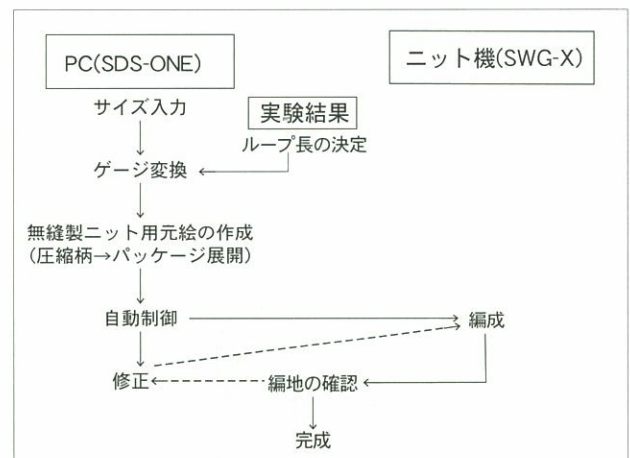 PC(SDS-ONE)
ニット機(SWG-X)
サイズ入力
実験結果
ループ長の決定
ゲージ変換
無縫製ニット用元絵の作成
(圧縮柄→パッケージ展開)
自動制御
編成
修正
編地の確認
完成